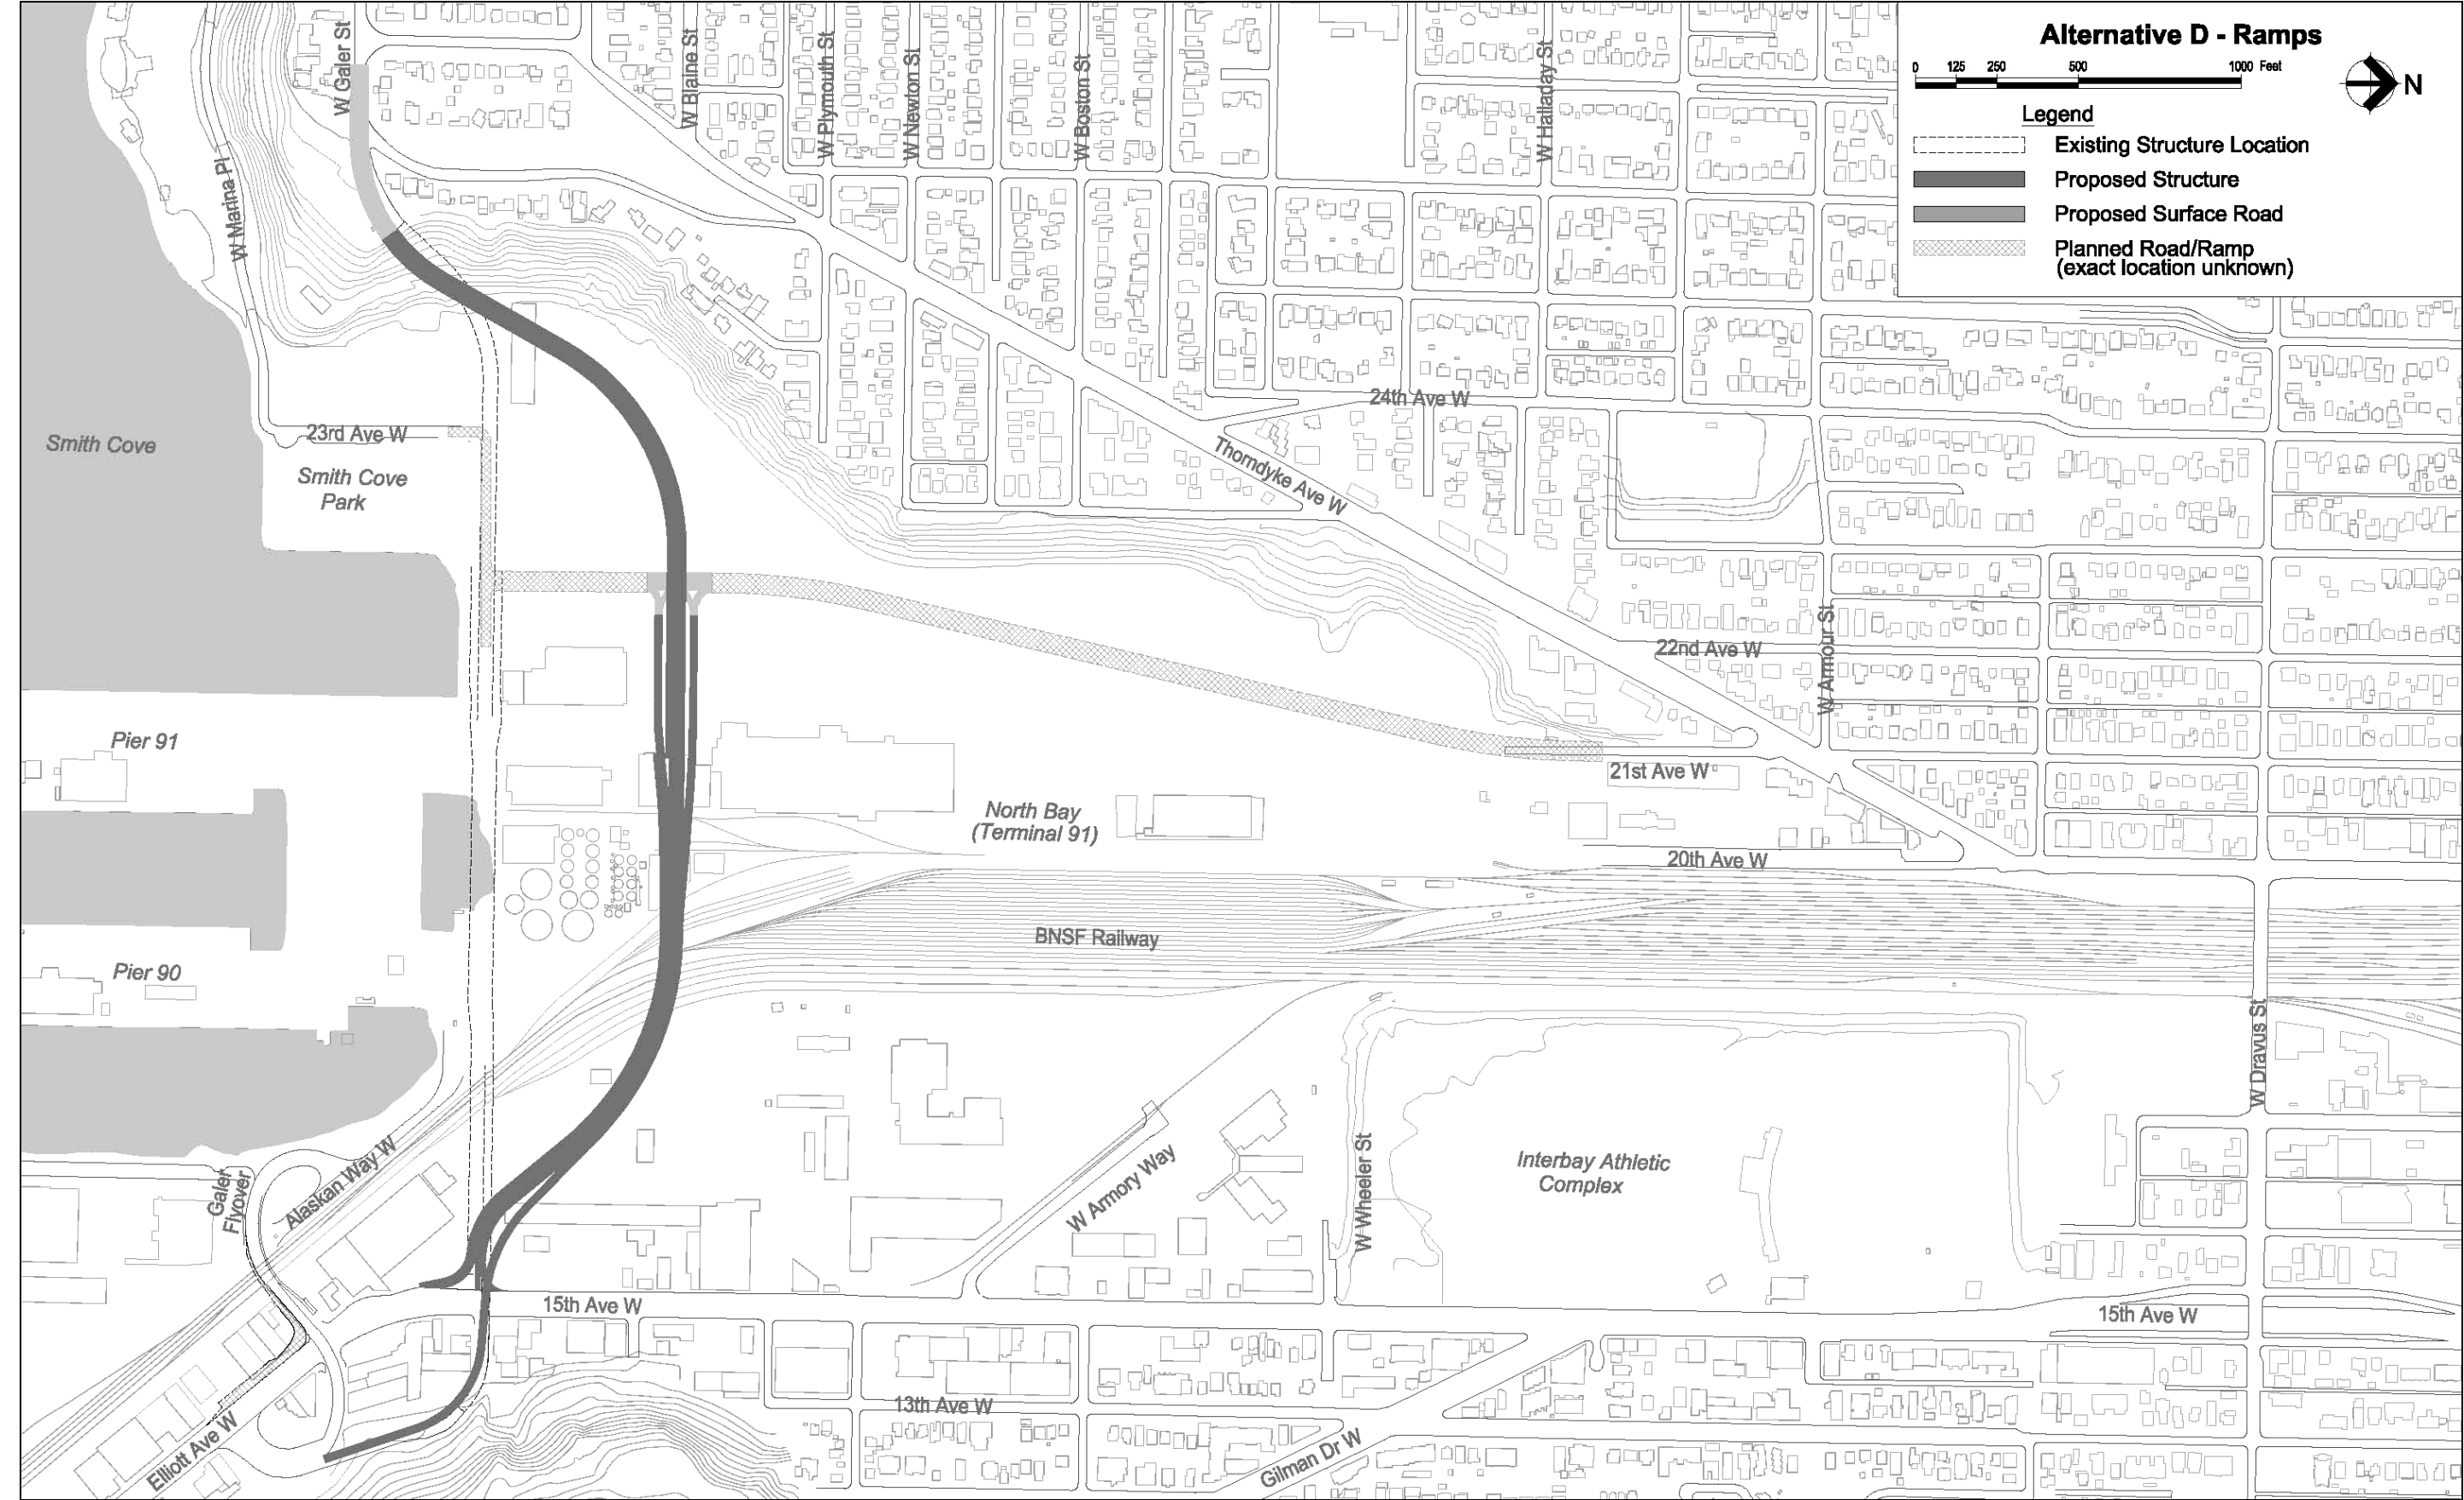 Alternative D - Ramps
0 125 250 500 1000 Feet
N
Legend
Existing Structure Location
Proposed Structure
Proposed Surface Road
Planned Road/Ramp
(exact location unknown)
W Galer St
W Blaine St
W Plymouth St
W Newton St
W Boston St
W Halladay St
W Marina Pl
24th Ave W
Smith Cove
23rd Ave W
Smith Cove
Park
Thorndyke Ave W
22nd Ave W
W Armour St
Pier 91
21st Ave W
North Bay
(Terminal 91)
20th Ave W
BNSF Railway
Pier 90
W Dravus St
Galer
Flyover
Alaskan Way W
W Armory Way
W Wheeler St
Interbay Athletic
Complex
15th Ave W
15th Ave W
13th Ave W
Elliott Ave W
Gilman Dr W